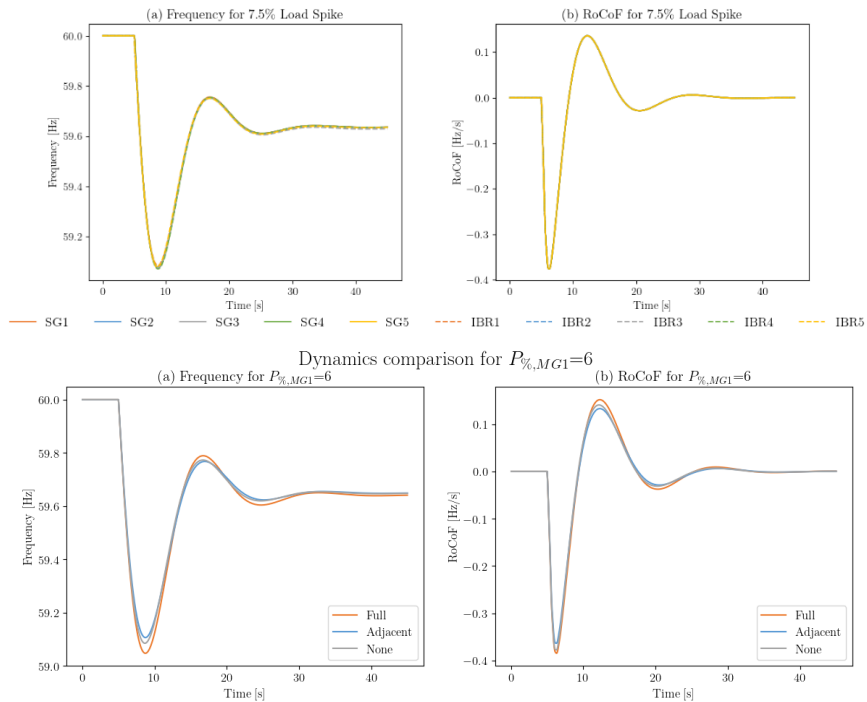 (a) Frequency for 7.5% Load Spike
60.0
59.8
59.6
59.4
59.2
Frequency [Hz]
0 10 20 30 40
Time [s]
(b) RoCoF for 7.5% Load Spike
0.1
0.0
−0.1
−0.2
−0.3
−0.4
RoCoF [Hz/s]
0 10 20 30 40
Time [s]
SG1 SG2 SG3 SG4 SG5 IBR1 IBR2 IBR3 IBR4 IBR5
Dynamics comparison for P%,MG1=6
(a) Frequency for P%,MG1=6
60.0
59.8
59.6
59.4
59.2
59.0
Frequency [Hz]
Full
Adjacent
None
0 10 20 30 40
Time [s]
(b) RoCoF for P%,MG1=6
0.1
0.0
−0.1
−0.2
−0.3
−0.4
RoCoF [Hz/s]
Full
Adjacent
None
0 10 20 30 40
Time [s]